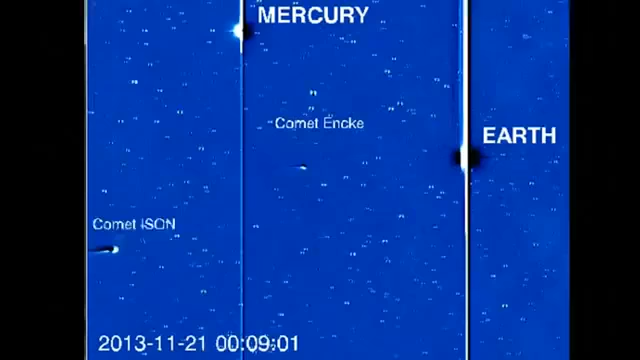 MERCURY
Comet Encke
EARTH
Comet ISON
2013-11-21 00:09:01